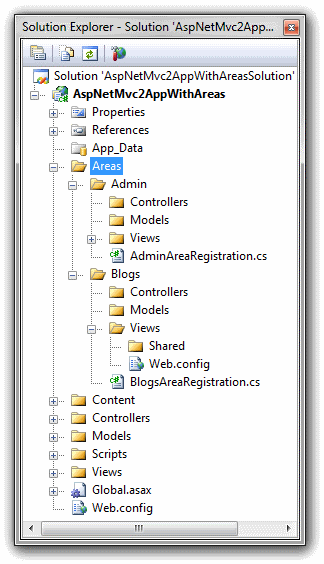 Solution Explorer - Solution 'AspNetMvc2App...
Solution 'AspNetMvc2AppWithAreasSolution'
AspNetMvc2AppWithAreas
Properties
References
App_Data
Areas
Admin
Controllers
Models
Views
AdminAreaRegistration.cs
Blogs
Controllers
Models
Views
Shared
Web.config
BlogsAreaRegistration.cs
Content
Controllers
Models
Scripts
Views
Global.asax
Web.config